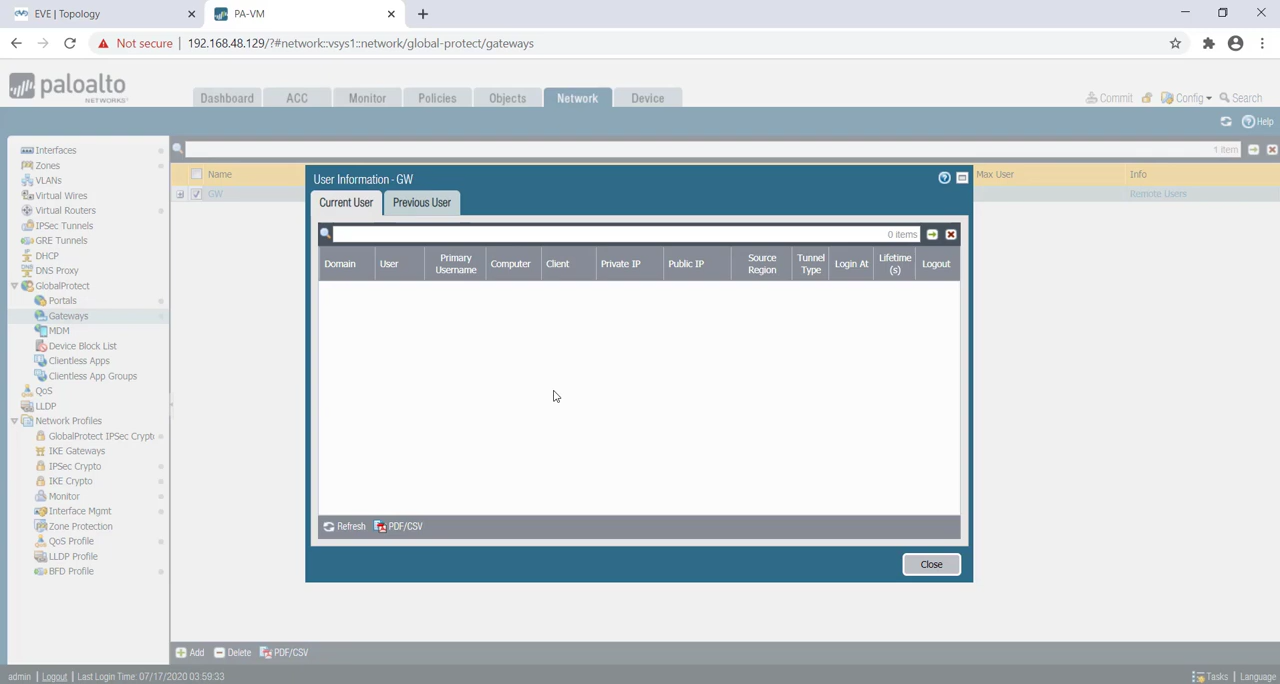 EVE | Topology
PA-VM
Not secure
192.168.48.129/?#network::vsys1::network/global-protect/gateways
paloalto
NETWORKS
Dashboard
ACC
Monitor
Policies
Objects
Network
Device
Commit
Config
Search
Help
Interfaces
Zones
VLANs
Virtual Wires
Virtual Routers
IPSec Tunnels
GRE Tunnels
DHCP
DNS Proxy
GlobalProtect
Portals
Gateways
MDM
Device Block List
Clientless Apps
Clientless App Groups
QoS
LLDP
Network Profiles
GlobalProtect IPSec Crypto
IKE Gateways
IPSec Crypto
IKE Crypto
Monitor
Interface Mgmt
Zone Protection
QoS Profile
LLDP Profile
BFD Profile
1 item
Name
Max User
Info
GW
Remote Users
User Information - GW
Current User
Previous User
0 items
Domain
User
Primary
Username
Computer
Client
Private IP
Public IP
Source
Region
Tunnel
Type
Login At
Lifetime
(s)
Logout
Refresh
PDF/CSV
Close
Add
Delete
PDF/CSV
admin | Logout | Last Login Time: 07/17/2020 03:59:33
Tasks | Language